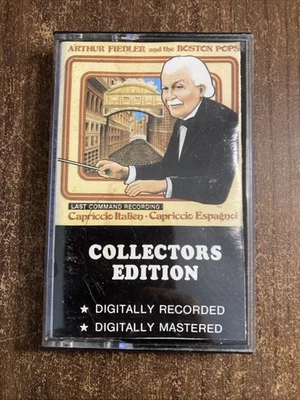 ARTHUR FIEDLER and the BOSTON POPS
LAST COMMAND RECORDING
Capriccio Italien · Capriccio Espagnol
COLLECTORS
EDITION
★ DIGITALLY RECORDED
★ DIGITALLY MASTERED